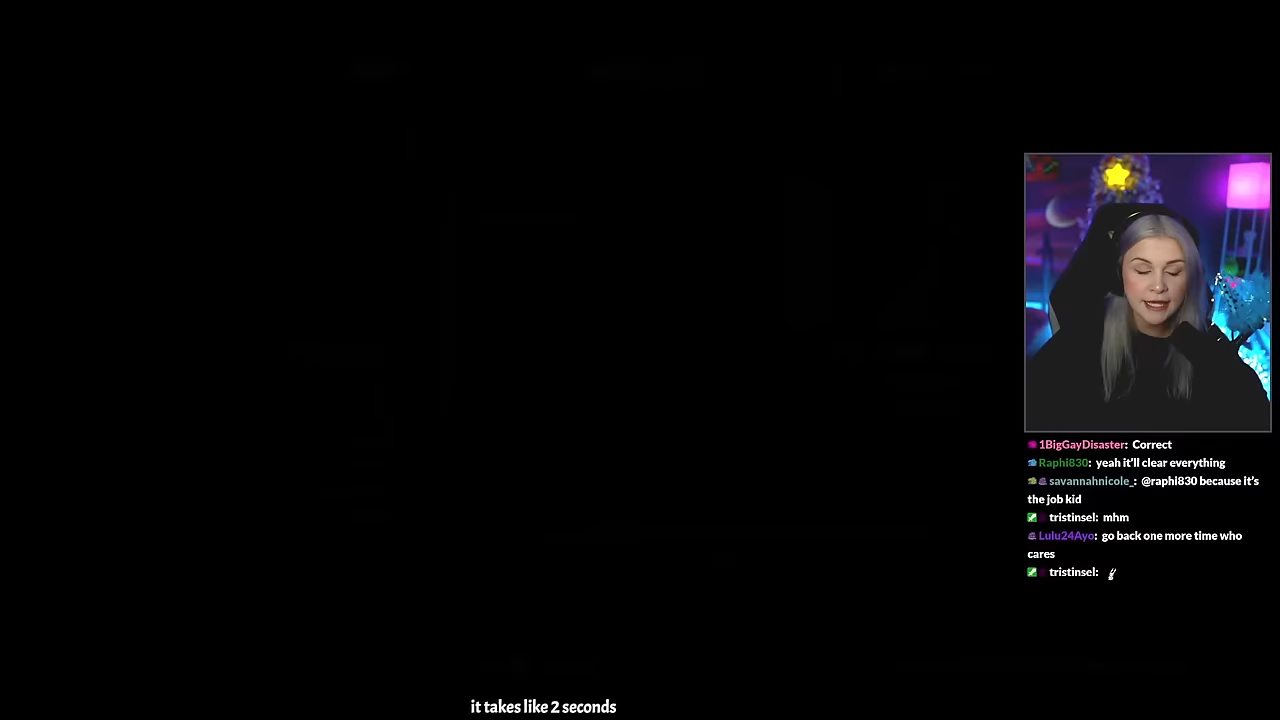 1BigGayDisaster: Correct
Raphi830: yeah it'll clear everything
savannahnicole_: @raphi830 because it's
the job kid
tristinsel: mhm
Lulu24Ayo: go back one more time who
cares
tristinsel:
it takes like 2 seconds